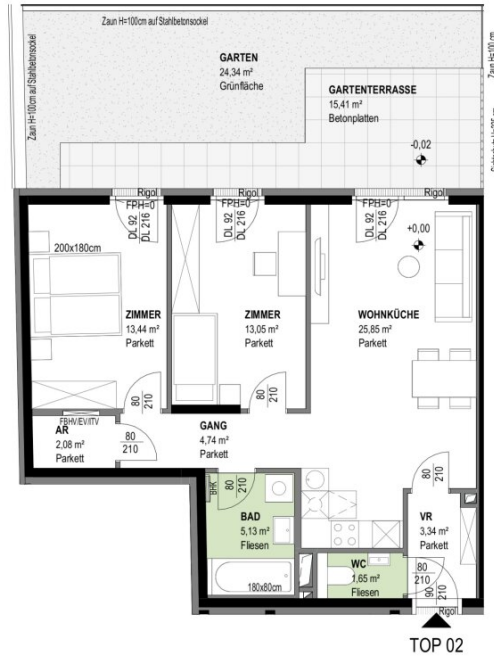 Zaun H=100cm auf Stahlbetonsockel
Zaun H=100cm auf Stahlbetonsockel
Zaun H=100 cm
GARTEN
24,34 m²
Grünfläche
GARTENTERRASSE
15,41 m²
Betonplatten
-0,02
Rigol
Rigol
Rigol
FPH=0
DL 92
DL 216
FPH=0
DL 92
DL 216
FPH=0
DL 92
DL 216
+0,00
200x180cm
ZIMMER
13,44 m²
Parkett
ZIMMER
13,05 m²
Parkett
WOHNKÜCHE
25,85 m²
Parkett
80
210
80
210
FBHV/EV/ITV
AR
2,08 m²
Parkett
80
210
GANG
4,74 m²
Parkett
BHK
80
210
80
210
BAD
5,13 m²
Fliesen
VR
3,34 m²
Parkett
180x80cm
WC
1,65 m²
Fliesen
80
210
90
210
Rigol
TOP 02